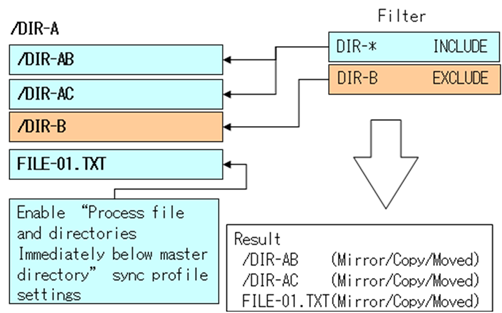 Filter
/DIR-A
/DIR-AB
/DIR-AC
/DIR-B
FILE-01.TXT
DIR-* INCLUDE
DIR-B EXCLUDE
Enable “Process file
and directories
Immediately below master
directory” sync profile
settings
Result
/DIR-AB (Mirror/Copy/Moved)
/DIR-AC (Mirror/Copy/Moved)
FILE-01.TXT(Mirror/Copy/Moved)